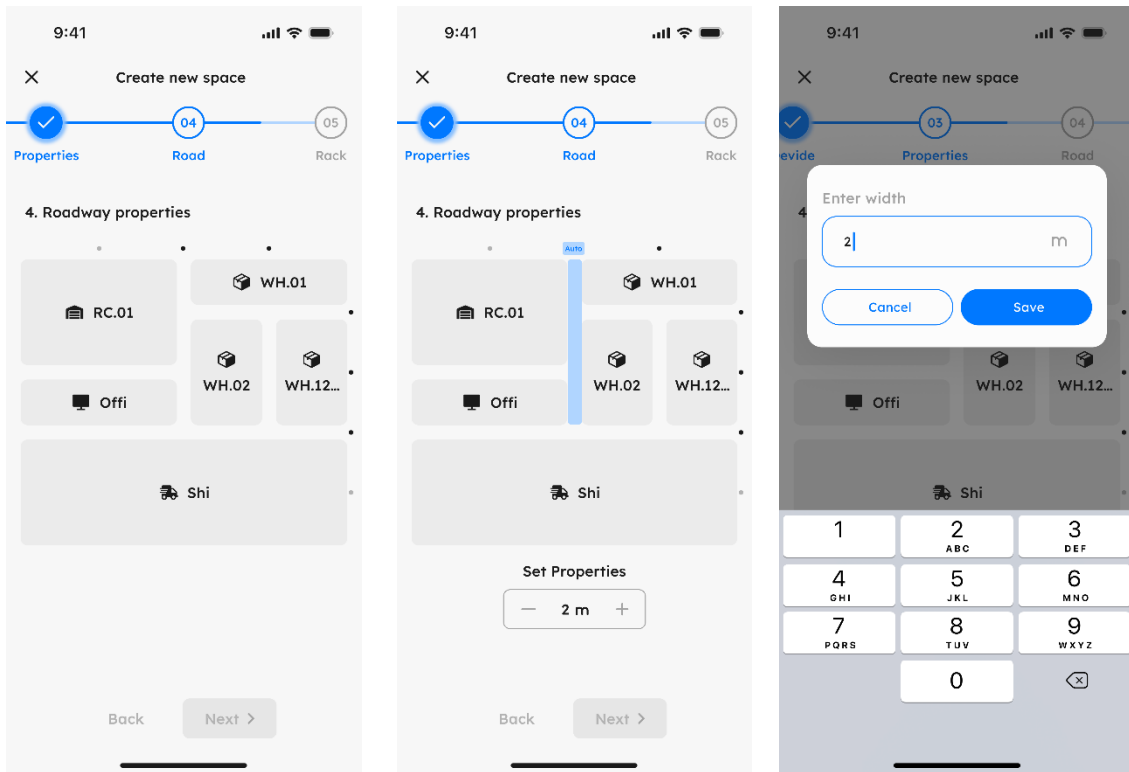 9:41
Create new space
04
05
Properties
Road
Rack
4. Roadway properties
WH.01
RC.01
WH.02
WH.12...
Offi
Shi
Back
Next >
9:41
Create new space
04
05
Properties
Road
Rack
4. Roadway properties
Auto
WH.01
RC.01
WH.02
WH.12...
Offi
Shi
Set Properties
— 2 m +
Back
Next >
9:41
Create new space
03
04
evide
Properties
Road
4
Enter width
2 m
Cancel
Save
WH.02
WH.12...
Offi
Shi
1
2
ABC
3
DEF
4
GHI
5
JKL
6
MNO
7
PQRS
8
TUV
9
WXYZ
0